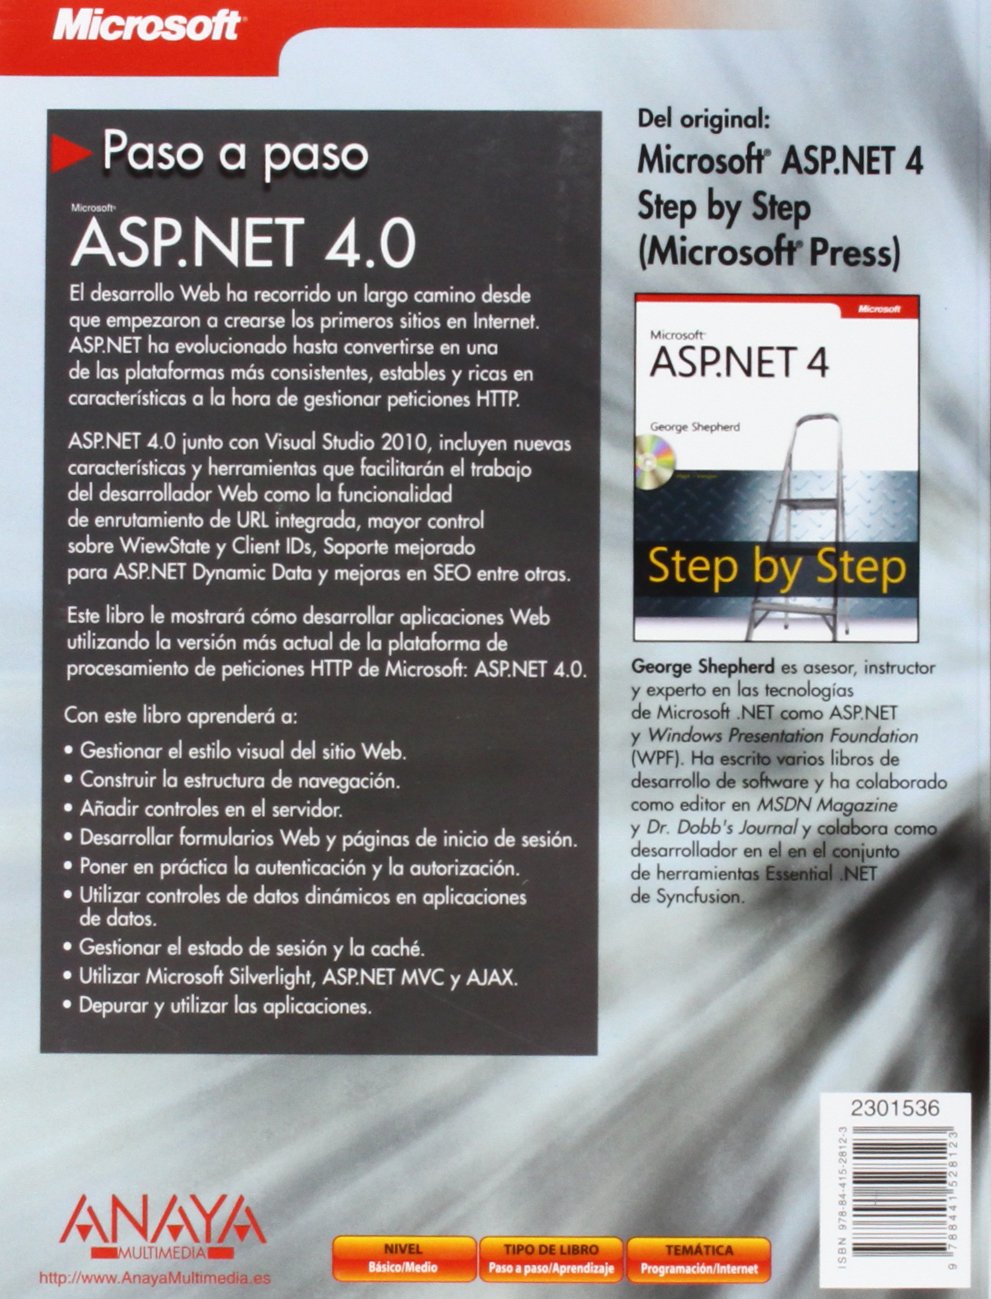 Microsoft
Paso a paso
Microsoft
ASP.NET 4.0
El desarrollo Web ha recorrido un largo camino desde
que empezaron a crearse los primeros sitios en Internet.
ASP.NET ha evolucionado hasta convertirse en una
de las plataformas más consistentes, estables y ricas en
características a la hora de gestionar peticiones HTTP.
ASP.NET 4.0 junto con Visual Studio 2010, incluyen nuevas
características y herramientas que facilitarán el trabajo
del desarrollador Web como la funcionalidad
de enrutamiento de URL integrada, mayor control
sobre WiewState y Client IDs, Soporte mejorado
para ASP.NET Dynamic Data y mejoras en SEO entre otras.
Este libro le mostrará cómo desarrollar aplicaciones Web
utilizando la versión más actual de la plataforma de
procesamiento de peticiones HTTP de Microsoft: ASP.NET 4.0.
Con este libro aprenderá a:
• Gestionar el estilo visual del sitio Web.
• Construir la estructura de navegación.
• Añadir controles en el servidor.
• Desarrollar formularios Web y páginas de inicio de sesión.
• Poner en práctica la autenticación y la autorización.
• Utilizar controles de datos dinámicos en aplicaciones
de datos.
• Gestionar el estado de sesión y la caché.
• Utilizar Microsoft Silverlight, ASP.NET MVC y AJAX.
• Depurar y utilizar las aplicaciones.
Del original:
Microsoft® ASP.NET 4
Step by Step
(Microsoft® Press)
Microsoft
Microsoft
ASP.NET 4
George Shepherd
Step by Step
George Shepherd es asesor, instructor
y experto en las tecnologías
de Microsoft .NET como ASP.NET
y Windows Presentation Foundation
(WPF). Ha escrito varios libros de
desarrollo de software y ha colaborado
como editor en MSDN Magazine
y Dr. Dobb's Journal y colabora como
desarrollador en el en el conjunto
de herramientas Essential .NET
de Syncfusion.
2301536
ISBN 978-84-415-2812-3
9 788441 528123
ANAYA
MULTIMEDIA
http://www.AnayaMultimedia.es
NIVEL
Básico/Medio
TIPO DE LIBRO
Paso a paso/Aprendizaje
TEMÁTICA
Programación/Internet